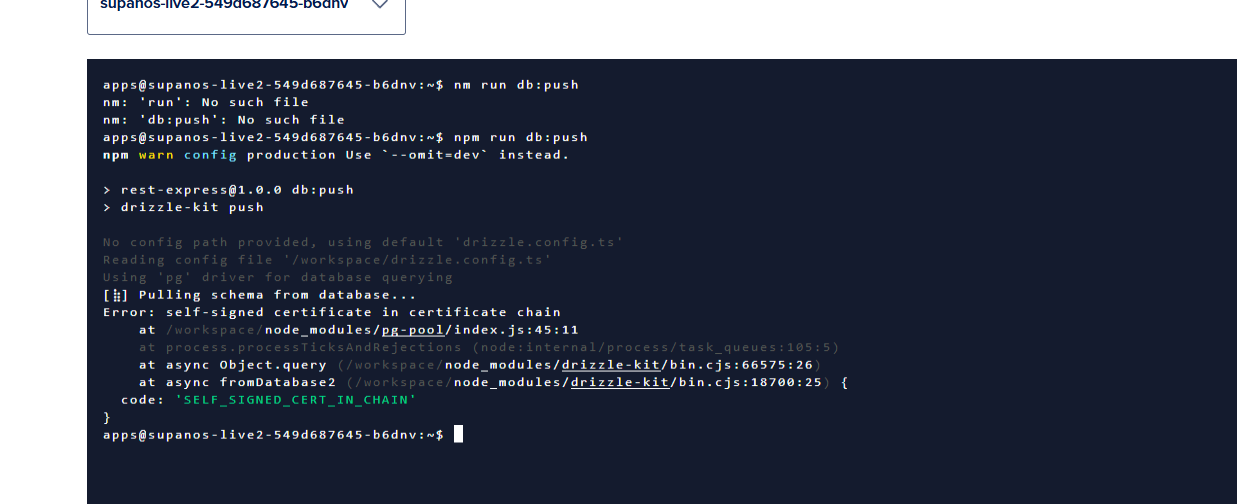 supanos-live2-549d687645-b6dnv
apps@supanos-live2-549d687645-b6dnv:~$ nm run db:push
nm: 'run': No such file
nm: 'db:push': No such file
apps@supanos-live2-549d687645-b6dnv:~$ npm run db:push
npm warn config production Use `--omit=dev` instead.
> rest-express@1.0.0 db:push
> drizzle-kit push
No config path provided, using default 'drizzle.config.ts'
Reading config file '/workspace/drizzle.config.ts'
Using 'pg' driver for database querying
[⣷] Pulling schema from database...
Error: self-signed certificate in certificate chain
    at /workspace/node_modules/pg-pool/index.js:45:11
    at process.processTicksAndRejections (node:internal/process/task_queues:105:5)
    at async Object.query (/workspace/node_modules/drizzle-kit/bin.cjs:66575:26)
    at async fromDatabase2 (/workspace/node_modules/drizzle-kit/bin.cjs:18700:25) {
  code: 'SELF_SIGNED_CERT_IN_CHAIN'
}
apps@supanos-live2-549d687645-b6dnv:~$